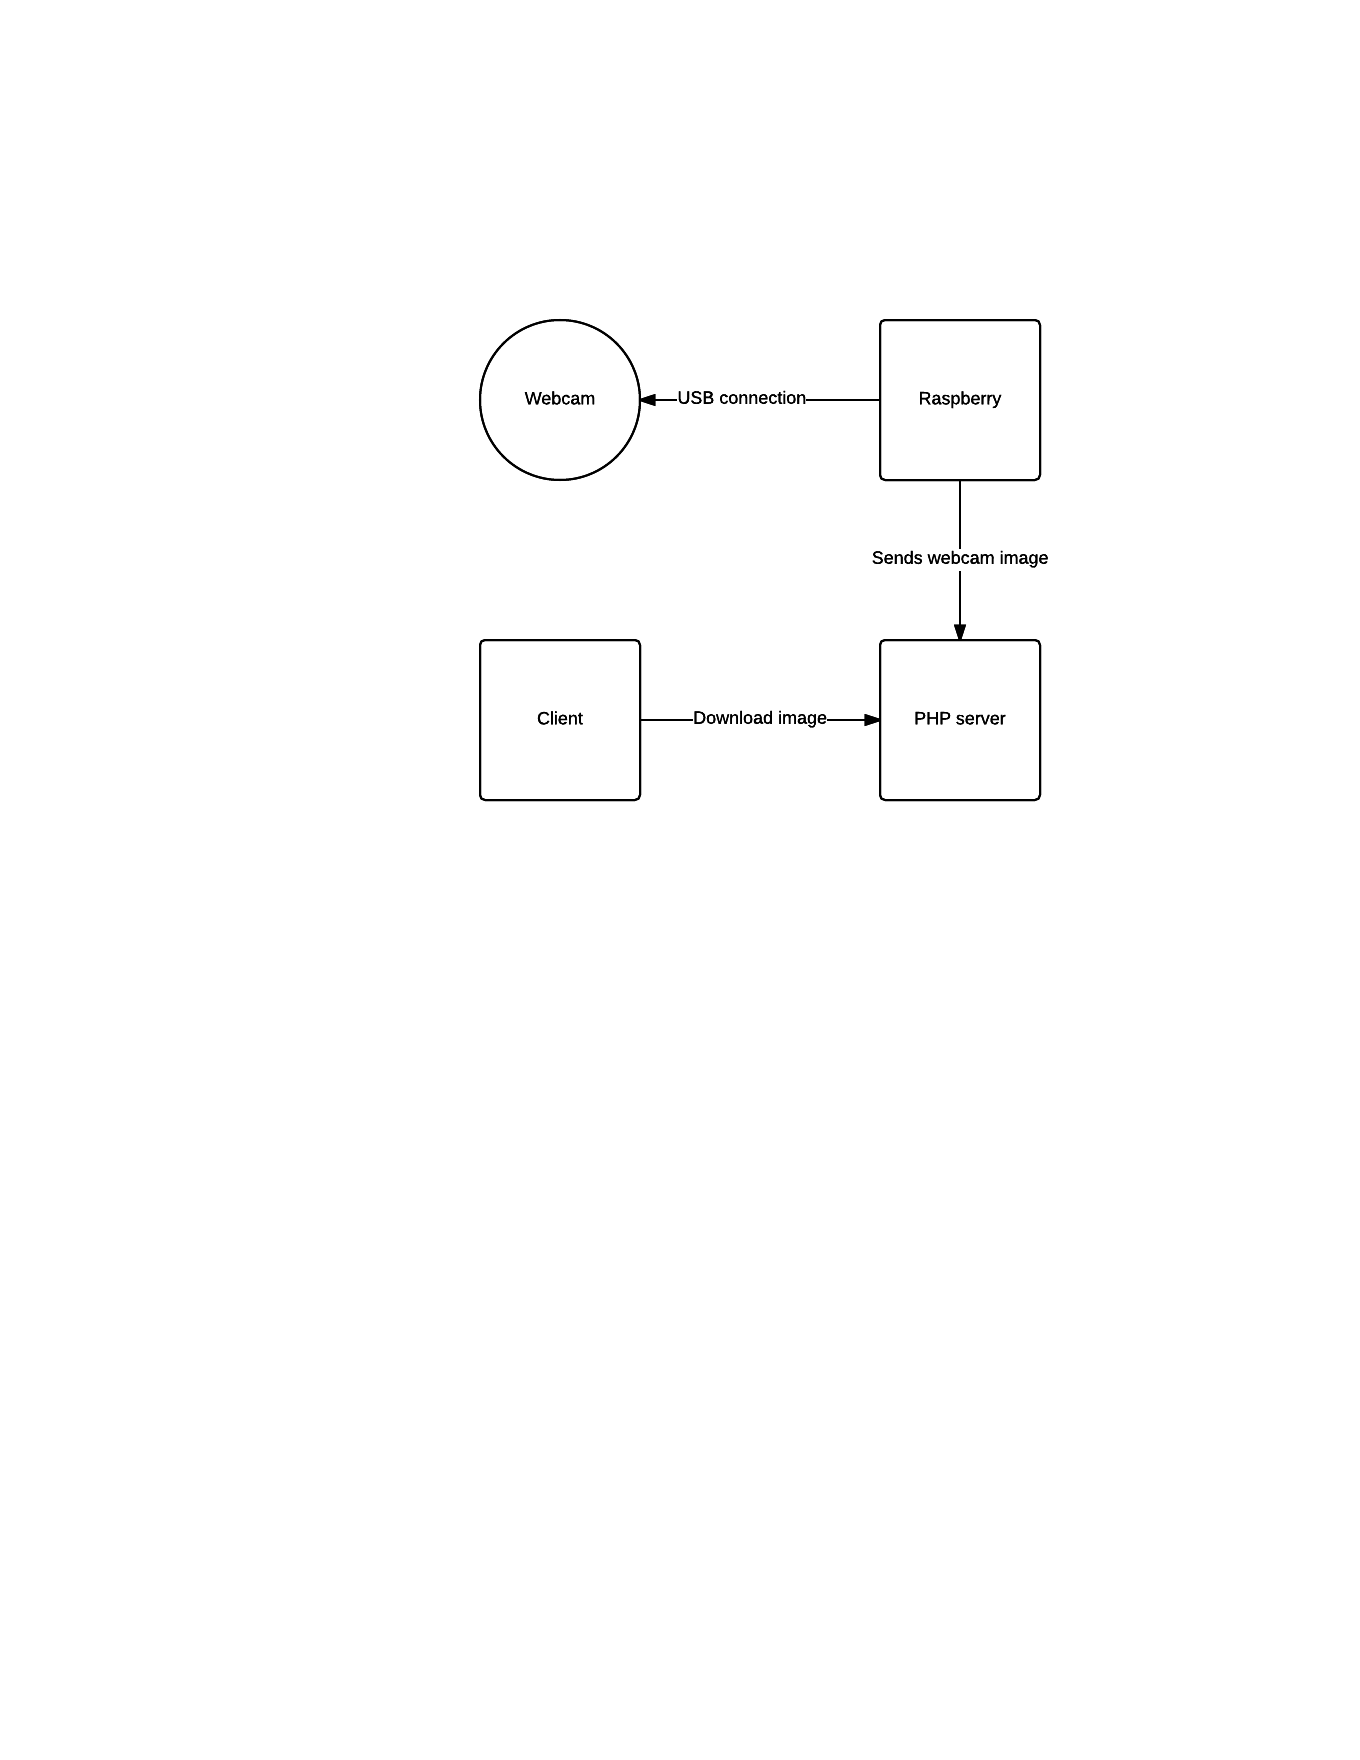 Webcam
USB connection
Raspberry
Sends webcam image
Client
Download image
PHP server